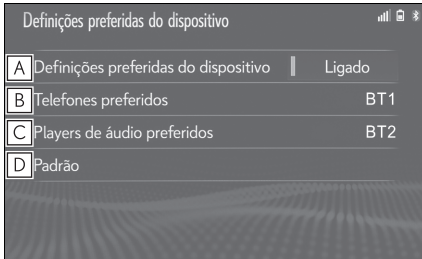 Definições preferidas do dispositivo
A Definições preferidas do dispositivo Ligado
B Telefones preferidos BT1
C Players de áudio preferidos BT2
D Padrão